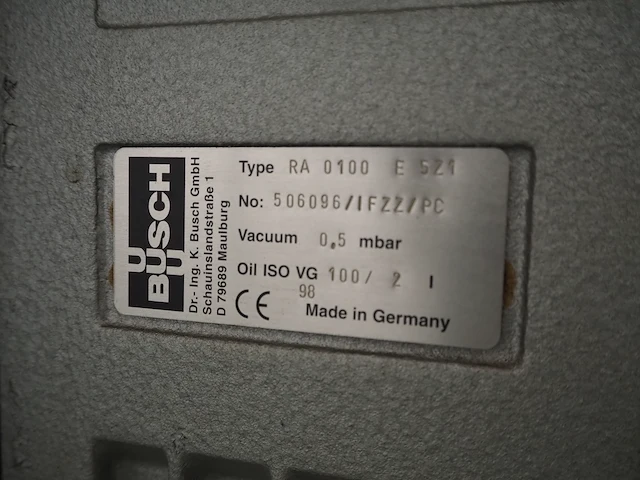 BUSCH
Dr.- Ing. K. Busch GmbH
Schauinslandstraße 1
D 79689 Maulburg
Type RA 0100 E 5Z1
No: 506096/IFZZ/PC
Vacuum 0,5 mbar
Oil ISO VG 100/ 2 l
CE 98
Made in Germany